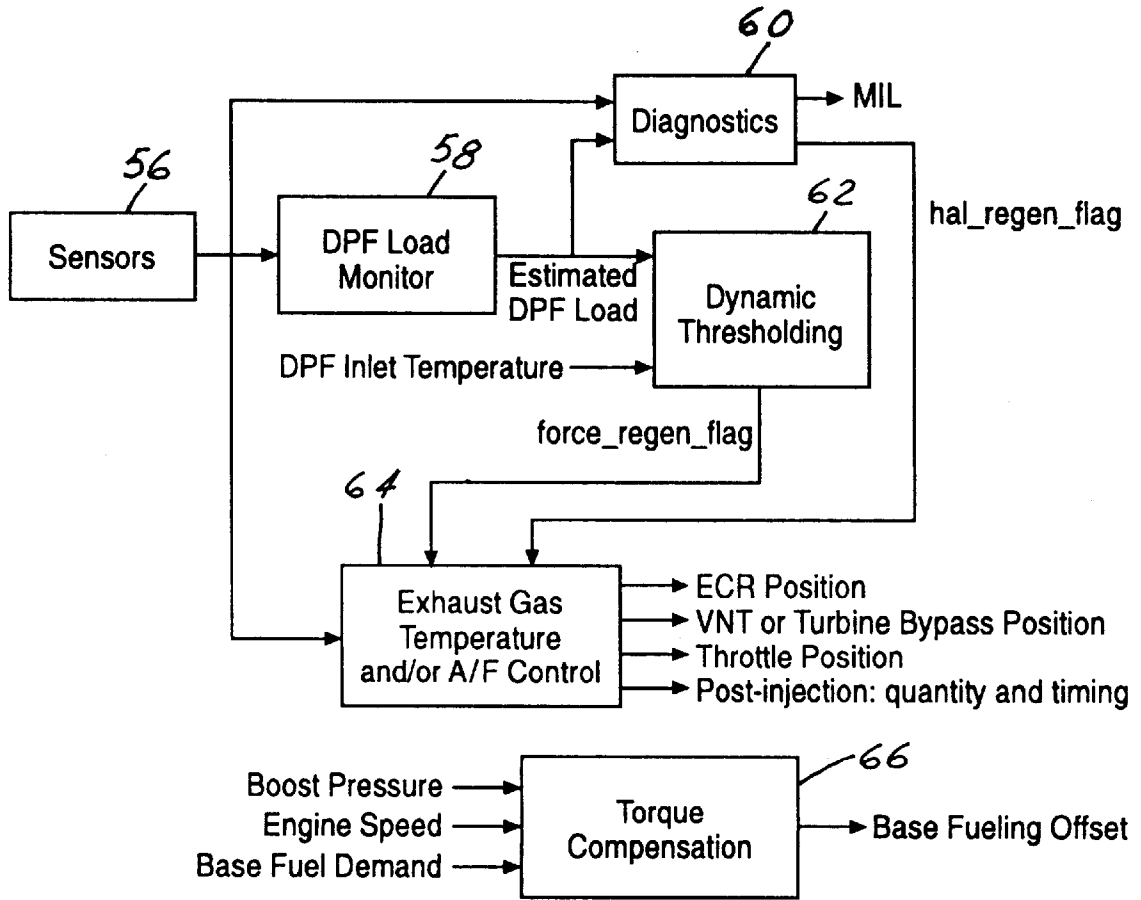 60
MIL
Diagnostics
56
58
62
hal_regen_flag
Sensors
DPF Load
Monitor
Estimated
DPF Load
Dynamic
Thresholding
DPF Inlet Temperature
force_regen_flag
64
Exhaust Gas
Temperature
and/or A/F Control
ECR Position
VNT or Turbine Bypass Position
Throttle Position
Post-injection: quantity and timing
66
Boost Pressure
Engine Speed
Base Fuel Demand
Torque
Compensation
Base Fueling Offset